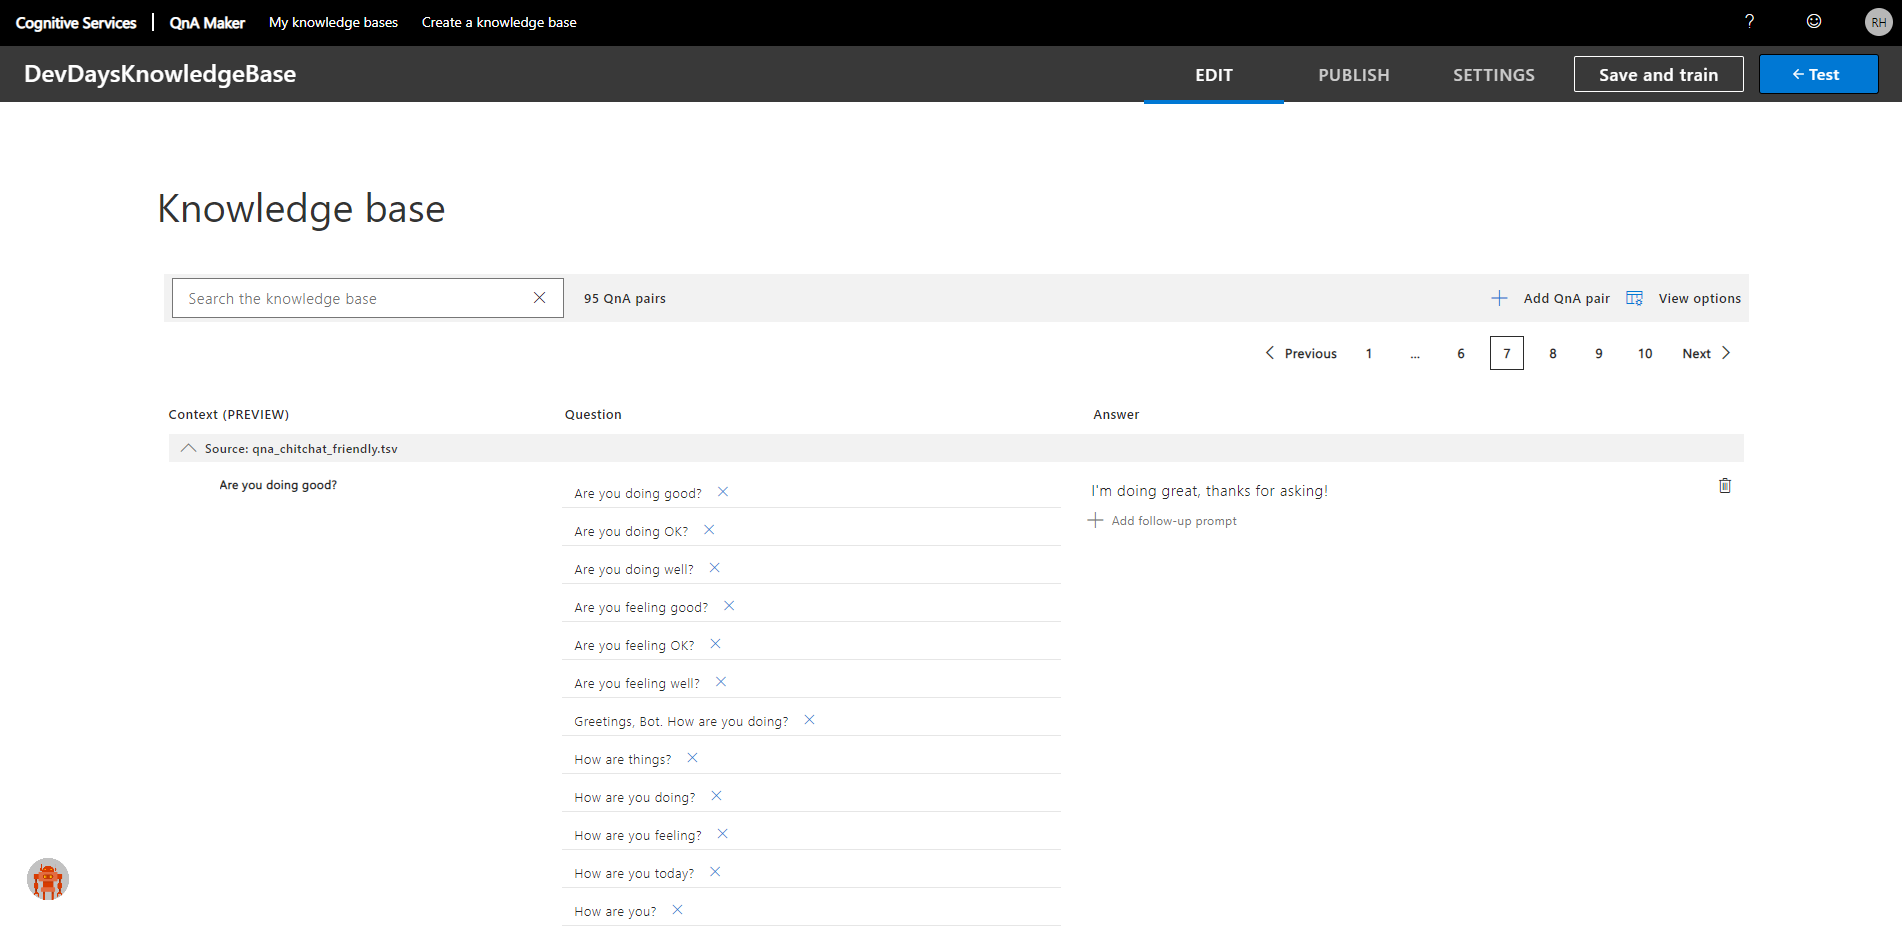 Cognitive Services | QnA Maker My knowledge bases Create a knowledge base ? RH
DevDaysKnowledgeBase EDIT PUBLISH SETTINGS Save and train ← Test
Knowledge base
Search the knowledge base 95 QnA pairs Add QnA pair View options
Previous 1 ... 6 7 8 9 10 Next
Context (PREVIEW) Question Answer
Source: qna_chitchat_friendly.tsv
Are you doing good? Are you doing good? I'm doing great, thanks for asking!
Add follow-up prompt
Are you doing OK?
Are you doing well?
Are you feeling good?
Are you feeling OK?
Are you feeling well?
Greetings, Bot. How are you doing?
How are things?
How are you doing?
How are you feeling?
How are you today?
How are you?